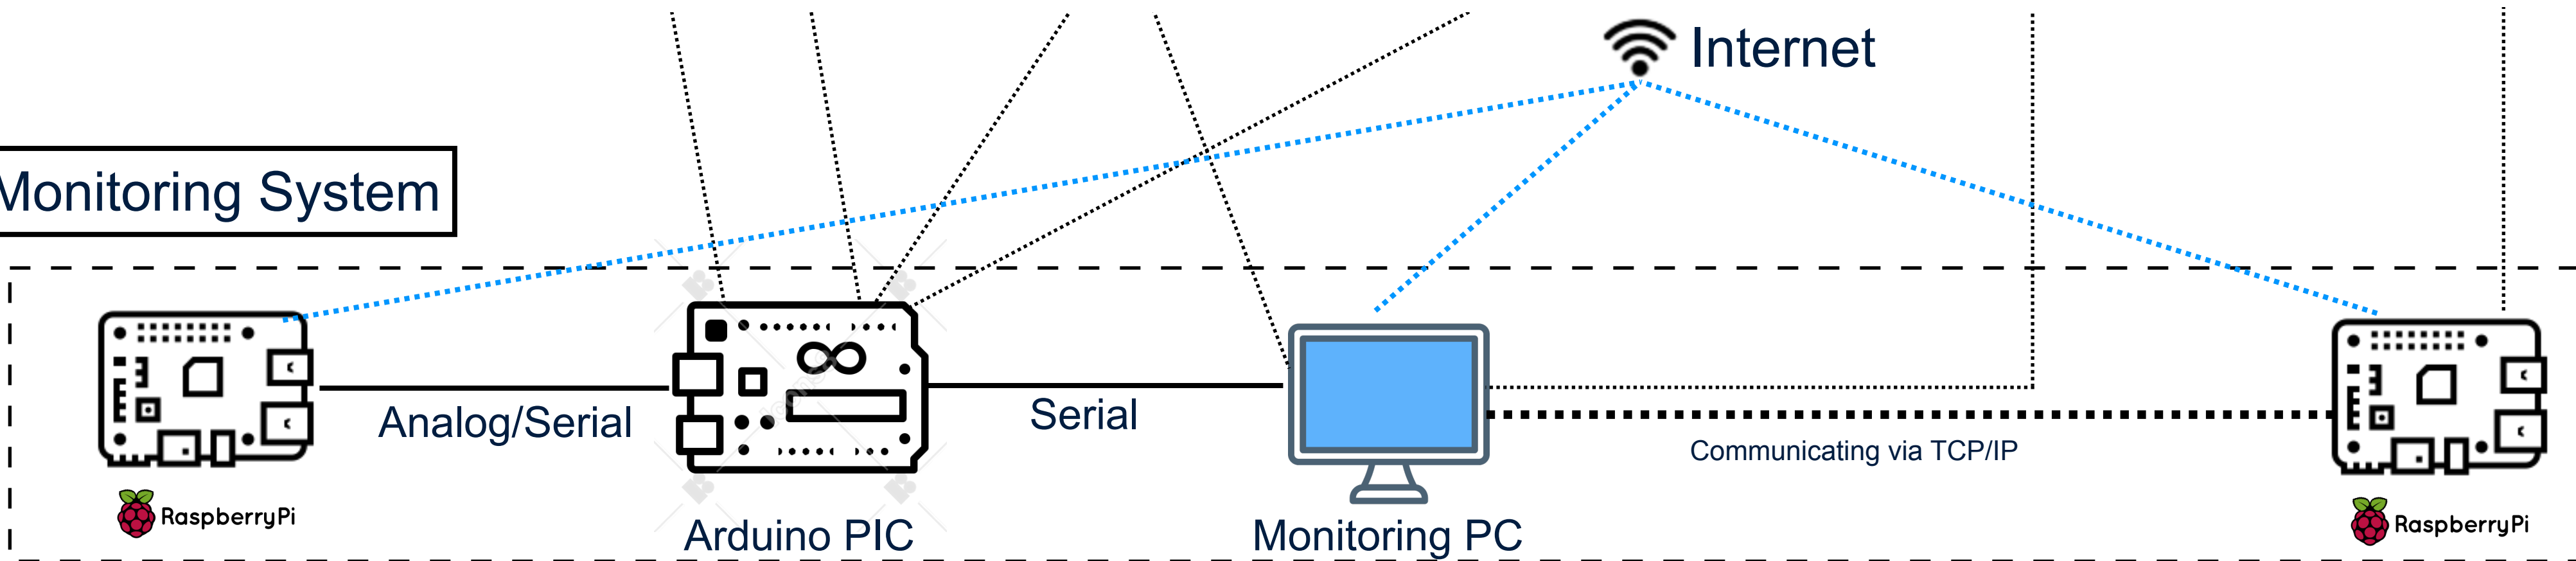 Internet
Monitoring System
Analog/Serial
Serial
Communicating via TCP/IP
RaspberryPi
Arduino PIC
Monitoring PC
RaspberryPi